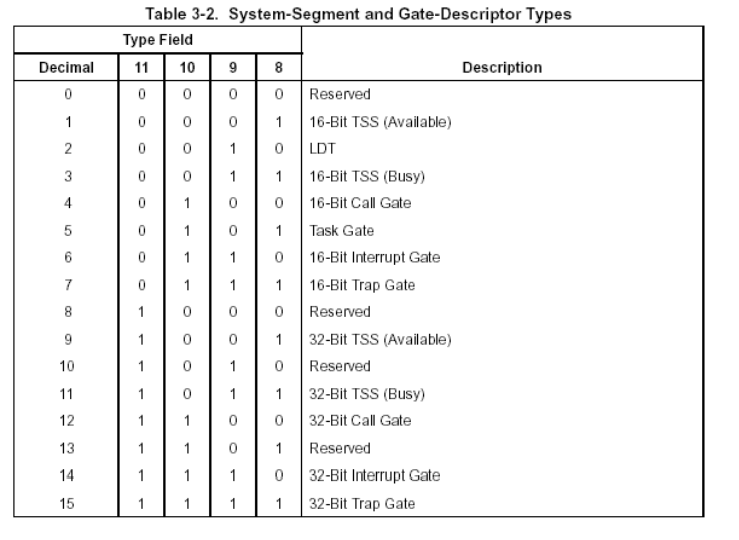 Table 3-2. System-Segment and Gate-Descriptor Types
Type Field
Decimal 11 10 9 8 Description
0 0 0 0 0 Reserved
1 0 0 0 1 16-Bit TSS (Available)
2 0 0 1 0 LDT
3 0 0 1 1 16-Bit TSS (Busy)
4 0 1 0 0 16-Bit Call Gate
5 0 1 0 1 Task Gate
6 0 1 1 0 16-Bit Interrupt Gate
7 0 1 1 1 16-Bit Trap Gate
8 1 0 0 0 Reserved
9 1 0 0 1 32-Bit TSS (Available)
10 1 0 1 0 Reserved
11 1 0 1 1 32-Bit TSS (Busy)
12 1 1 0 0 32-Bit Call Gate
13 1 1 0 1 Reserved
14 1 1 1 0 32-Bit Interrupt Gate
15 1 1 1 1 32-Bit Trap Gate